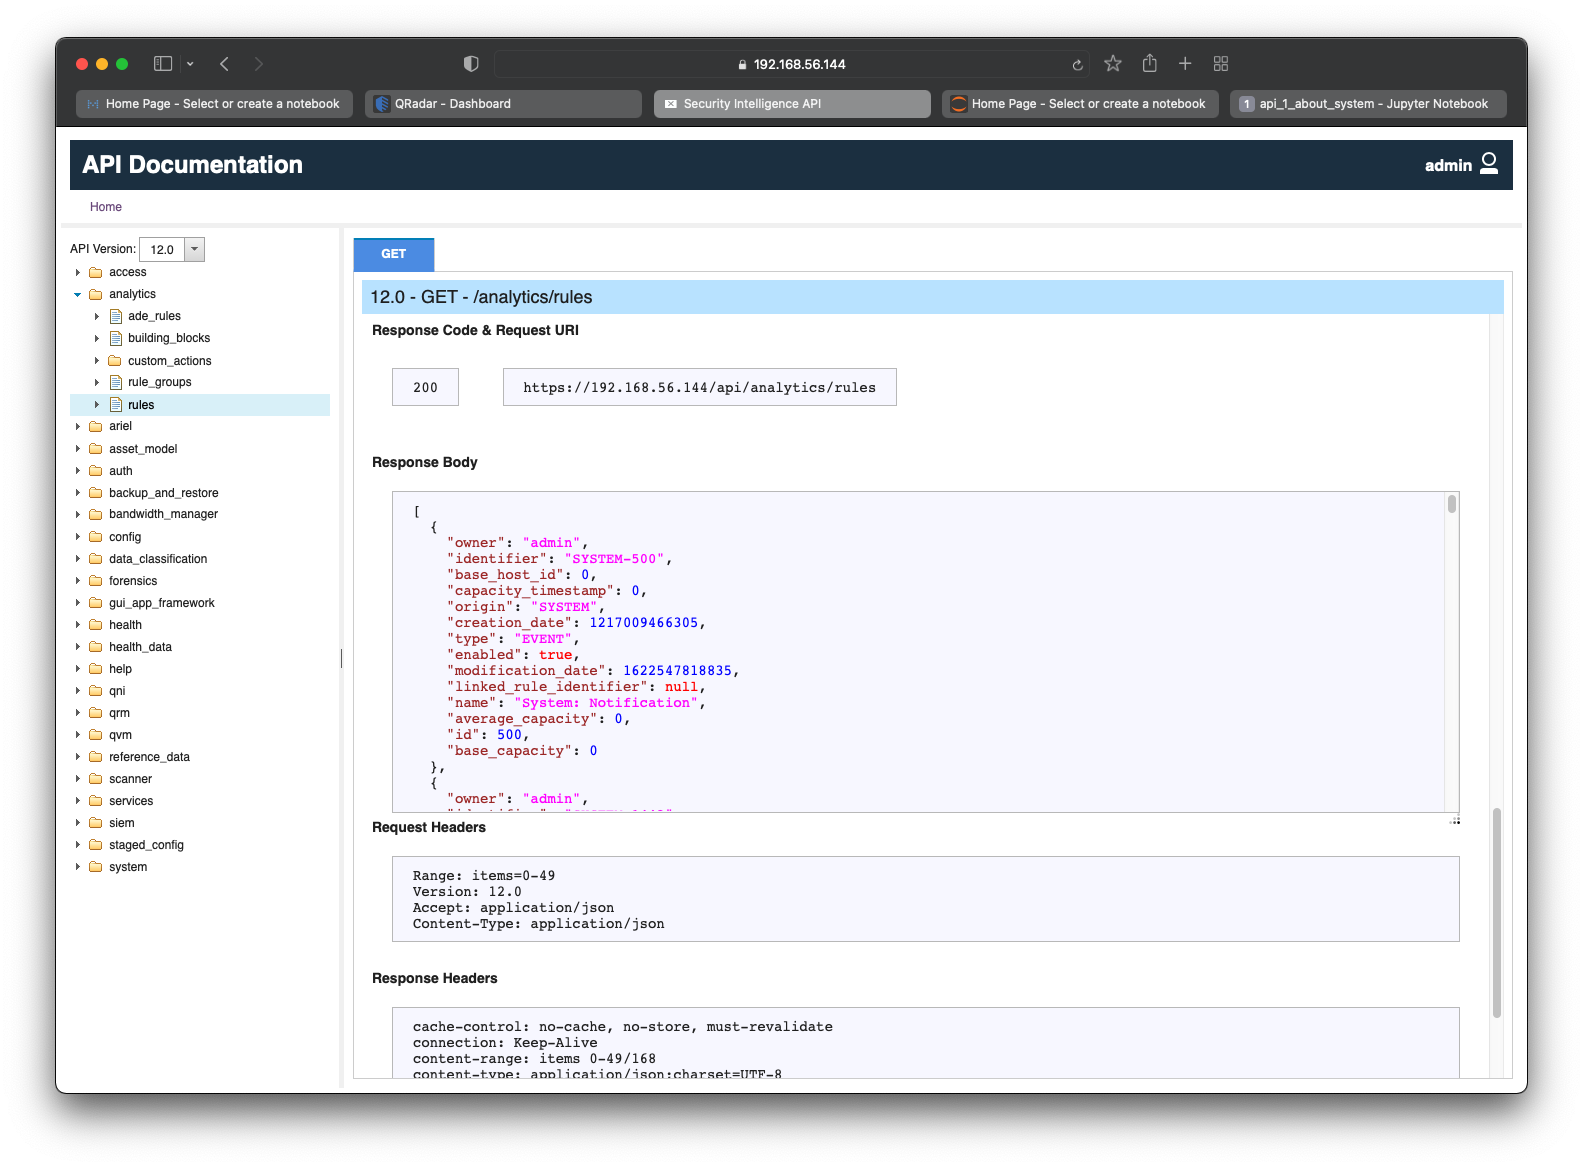 192.168.56.144
Home Page - Select or create a notebook
QRadar - Dashboard
Security Intelligence API
Home Page - Select or create a notebook
1 api_1_about_system - Jupyter Notebook
API Documentation
admin
Home
API Version: 12.0
access
analytics
ade_rules
building_blocks
custom_actions
rule_groups
rules
ariel
asset_model
auth
backup_and_restore
bandwidth_manager
config
data_classification
forensics
gui_app_framework
health
health_data
help
qni
qrm
qvm
reference_data
scanner
services
siem
staged_config
system
GET
12.0 - GET - /analytics/rules
Response Code & Request URI
200
https://192.168.56.144/api/analytics/rules
Response Body
[
{
"owner": "admin",
"identifier": "SYSTEM-500",
"base_host_id": 0,
"capacity_timestamp": 0,
"origin": "SYSTEM",
"creation_date": 1217009466305,
"type": "EVENT",
"enabled": true,
"modification_date": 1622547818835,
"linked_rule_identifier": null,
"name": "System: Notification",
"average_capacity": 0,
"id": 500,
"base_capacity": 0
},
{
"owner": "admin",
Request Headers
Range: items=0-49
Version: 12.0
Accept: application/json
Content-Type: application/json
Response Headers
cache-control: no-cache, no-store, must-revalidate
connection: Keep-Alive
content-range: items 0-49/168
content-type: application/json;charset=UTF-8